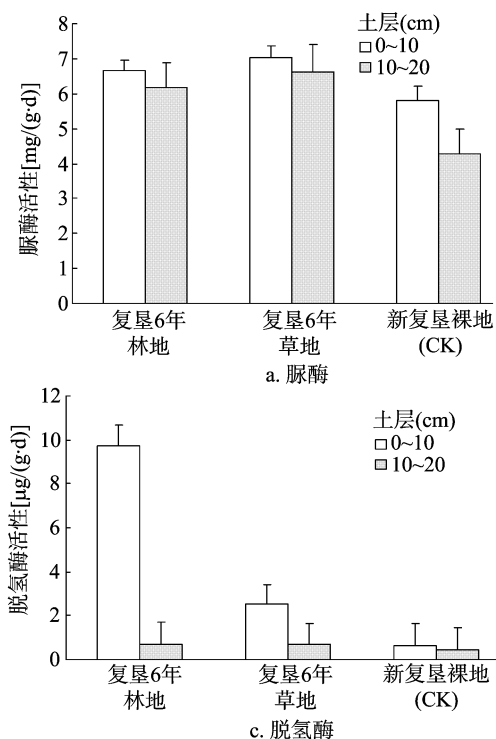 土层(cm)
0~10
10~20
脲酶活性[mg/(g·d)]
8
7
6
5
4
3
2
1
0
复垦6年 复垦6年 新复垦裸地
林地 草地 (CK)
a. 脲酶
土层(cm)
0~10
10~20
脱氢酶活性[μg/(g·d)]
12
10
8
6
4
2
0
复垦6年 复垦6年 新复垦裸地
林地 草地 (CK)
c. 脱氢酶